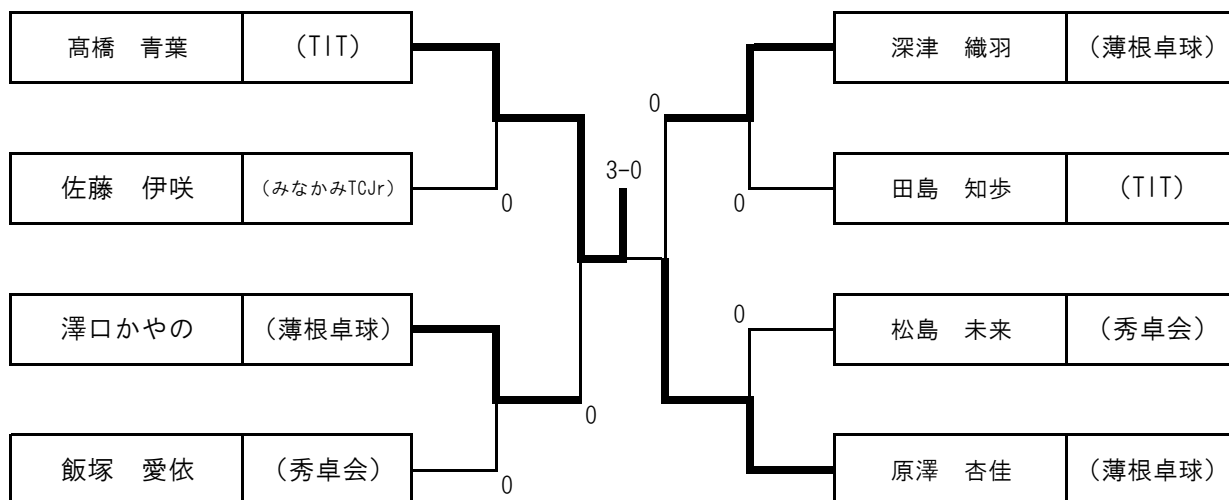 髙橋　青葉 (TIT)
佐藤　伊咲 (みなかみTCJr)
澤口かやの (薄根卓球)
飯塚　愛依 (秀卓会)
0
0
0
3-0
0
0
0
深津　織羽 (薄根卓球)
田島　知歩 (TIT)
松島　未来 (秀卓会)
原澤　杏佳 (薄根卓球)